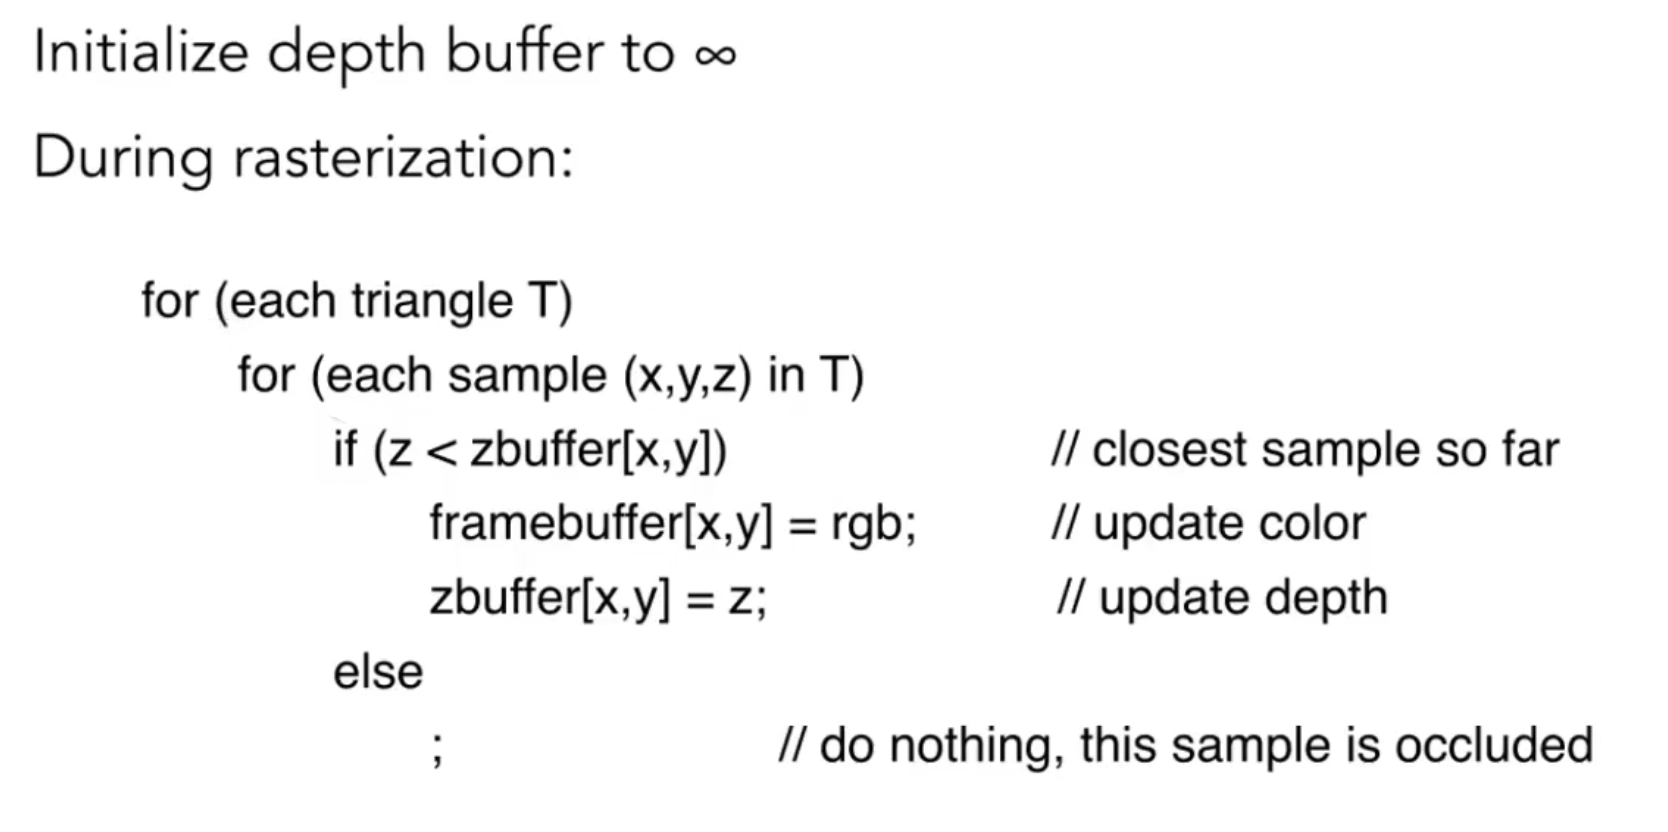 Initialize depth buffer to ∞
During rasterization:
for (each triangle T)
for (each sample (x,y,z) in T)
if (z < zbuffer[x,y]) // closest sample so far
framebuffer[x,y] = rgb; // update color
zbuffer[x,y] = z; // update depth
else
; // do nothing, this sample is occluded